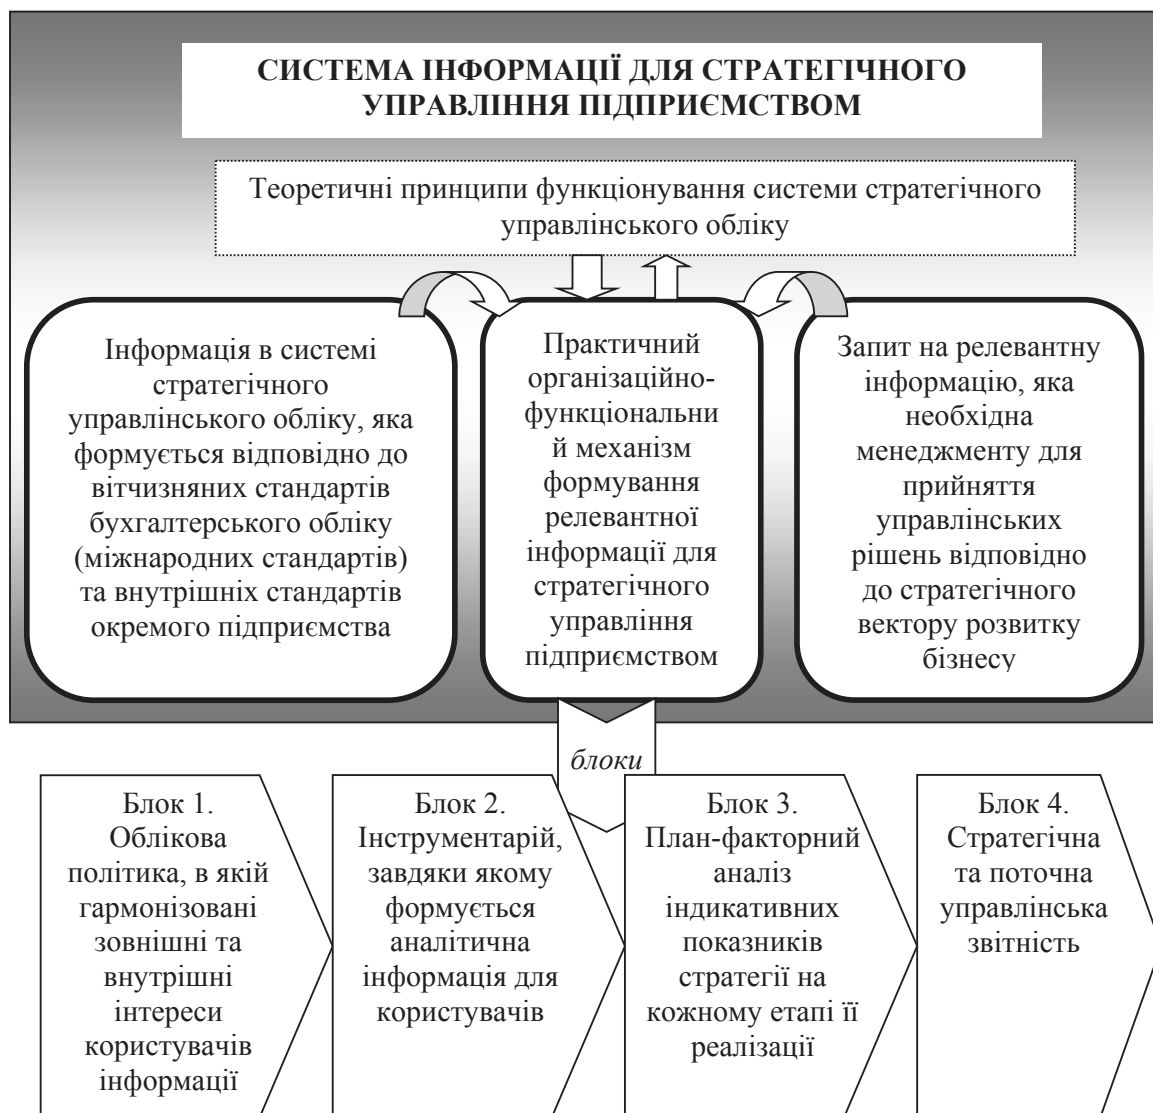 СИСТЕМА ІНФОРМАЦІЇ ДЛЯ СТРАТЕГІЧНОГО
УПРАВЛІННЯ ПІДПРИЄМСТВОМ
Теоретичні принципи функціонування системи стратегічного
управлінського обліку
Інформація в системі
стратегічного
управлінського обліку, яка
формується відповідно до
вітчизняних стандартів
бухгалтерського обліку
(міжнародних стандартів)
та внутрішніх стандартів
окремого підприємства
Практичний
організаційно-
функціональни
й механізм
формування
релевантної
інформації для
стратегічного
управління
підприємством
Запит на релевантну
інформацію, яка
необхідна
менеджменту для
прийняття
управлінських
рішень відповідно
до стратегічного
вектору розвитку
бізнесу
блоки
Блок 1.
Облікова
політика, в якій
гармонізовані
зовнішні та
внутрішні
інтереси
користувачів
інформації
Блок 2.
Інструментарій,
завдяки якому
формується
аналітична
інформація для
користувачів
Блок 3.
План-факторний
аналіз
індикативних
показників
стратегії на
кожному етапі її
реалізації
Блок 4.
Стратегічна
та поточна
управлінська
звітність